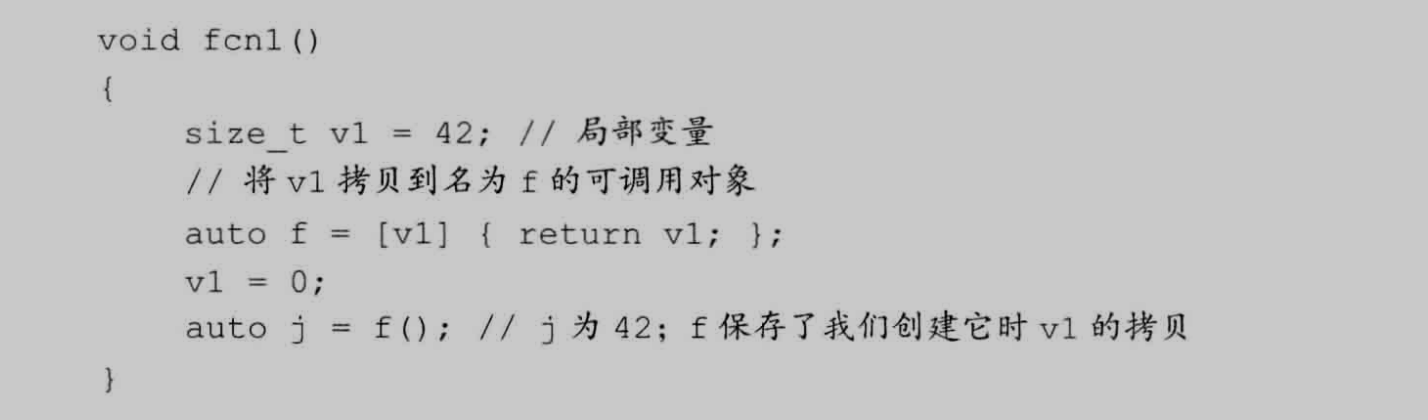 void fcn1()
{
    size_t v1 = 42; // 局部变量
    // 将 v1 拷贝到名为 f 的可调用对象
    auto f = [v1] { return v1; };
    v1 = 0;
    auto j = f(); // j 为 42；f 保存了我们创建它时 v1 的拷贝
}